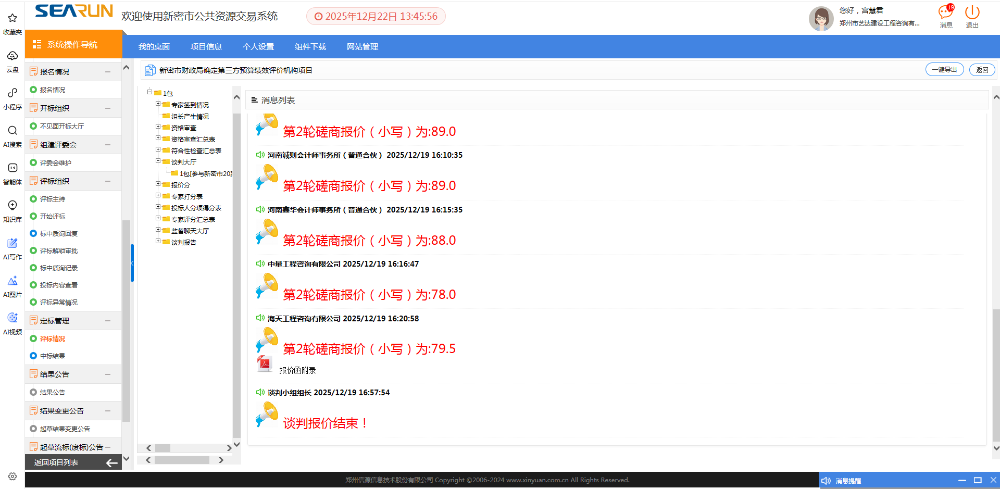 收藏夹
云盘
小程序
AI搜索
智能体
知识库
AI写作
AI图片
AI视频
SEARUN
欢迎使用新密市公共资源交易系统
2025年12月22日 13:45:56
您好，宫慧君
郑州市艺达建设工程咨询有...
19
消息
退出
系统操作导航
我的桌面
项目信息
个人设置
组件下载
网站管理
报名情况
报名情况
开标组织
不见面开标大厅
组建评委会
评委会维护
评标组织
评标主持
开始评标
标中质询回复
评标解锁审批
标中质询记录
投标内容查看
评标异常情况
定标管理
评标情况
中标结果
结果公告
结果公告
结果变更公告
起草结果变更公告
起草流标(废标)公告
返回项目列表
新密市财政局确定第三方预算绩效评价机构项目
一键导出
返回
1包
专家签到情况
组长产生情况
资格审查
资格审查汇总表
符合性检查汇总表
谈判大厅
1包[参与新密市20
报价分
专家打分表
投标人分项得分表
专家评分汇总表
监督聊天大厅
谈判报告
消息列表
第2轮磋商报价（小写）为:89.0
河南诚则会计师事务所（普通合伙） 2025/12/19 16:10:35
第2轮磋商报价（小写）为:89.0
河南鑫华会计师事务所（普通合伙） 2025/12/19 16:15:35
第2轮磋商报价（小写）为:88.0
中量工程咨询有限公司 2025/12/19 16:16:47
第2轮磋商报价（小写）为:78.0
海天工程咨询有限公司 2025/12/19 16:20:58
第2轮磋商报价（小写）为:79.5
报价函附录
谈判小组组长 2025/12/19 16:57:54
谈判报价结束！
郑州信源信息技术股份有限公司 Copyright ©2006-2024 www.xinyuan.com.cn All Rights Reserved.
消息提醒